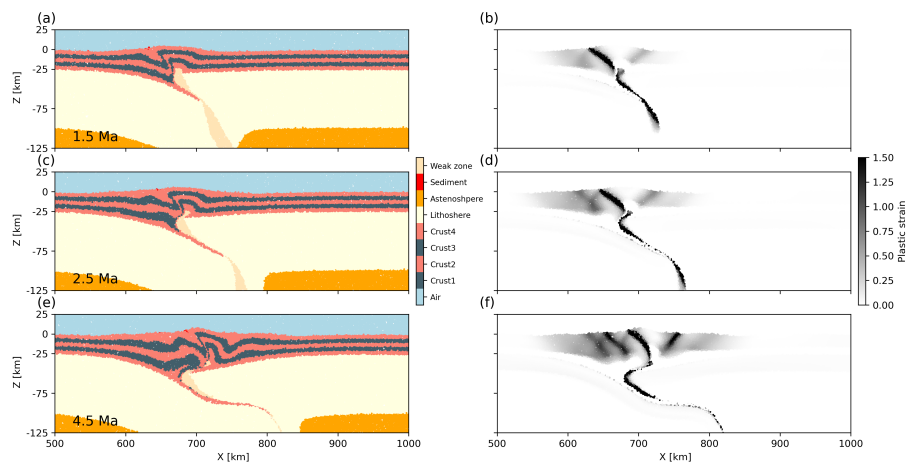 (a)
(b)
25
0
-25
-75
-125
Z [km]
1.5 Ma
(c)
(d)
25
0
-25
-75
-125
Z [km]
2.5 Ma
Weak zone
Sediment
Astenoshpere
Lithoshere
Crust4
Crust3
Crust2
Crust1
Air
1.50
1.25
1.00
0.75
0.50
0.25
0.00
Plastic strain
(e)
(f)
25
0
-25
-75
-125
Z [km]
4.5 Ma
500 600 700 800 900 1000
X [km]
500 600 700 800 900 1000
X [km]